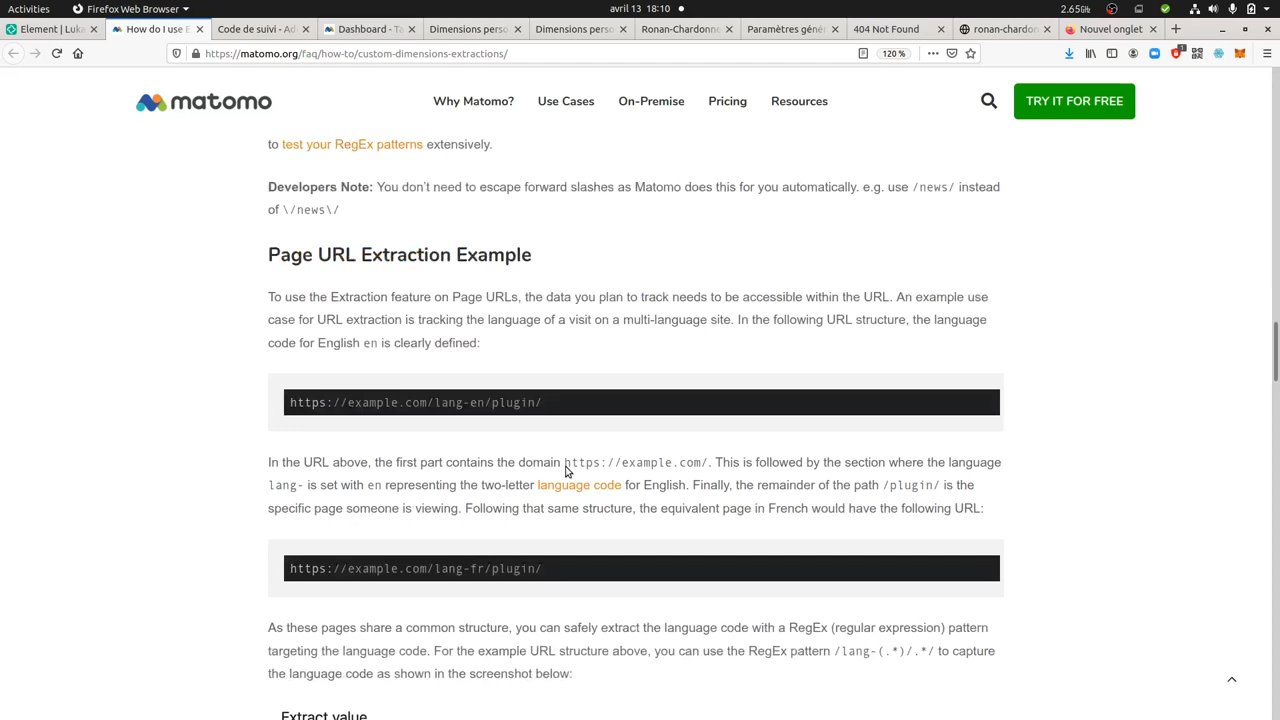 Activities
Firefox Web Browser
avril 13 18:10
2.65 KiB
Element | Luka
How do I use E
Code de suivi - Ad
Dashboard - Ta
Dimensions perso
Dimensions perso
Ronan-Chardonne
Paramètres géné
404 Not Found
ronan-chardon
Nouvel onglet
https://matomo.org/faq/how-to/custom-dimensions-extractions/
120 %
matomo
Why Matomo?
Use Cases
On-Premise
Pricing
Resources
TRY IT FOR FREE
to test your RegEx patterns extensively.
Developers Note: You don't need to escape forward slashes as Matomo does this for you automatically. e.g. use /news/ instead
of \/news\/
Page URL Extraction Example
To use the Extraction feature on Page URLs, the data you plan to track needs to be accessible within the URL. An example use
case for URL extraction is tracking the language of a visit on a multi-language site. In the following URL structure, the language
code for English en is clearly defined:
https://example.com/lang-en/plugin/
In the URL above, the first part contains the domain https://example.com/. This is followed by the section where the language
lang- is set with en representing the two-letter language code for English. Finally, the remainder of the path /plugin/ is the
specific page someone is viewing. Following that same structure, the equivalent page in French would have the following URL:
https://example.com/lang-fr/plugin/
As these pages share a common structure, you can safely extract the language code with a RegEx (regular expression) pattern
targeting the language code. For the example URL structure above, you can use the RegEx pattern /lang-(.*)/.*/ to capture
the language code as shown in the screenshot below:
Extract value